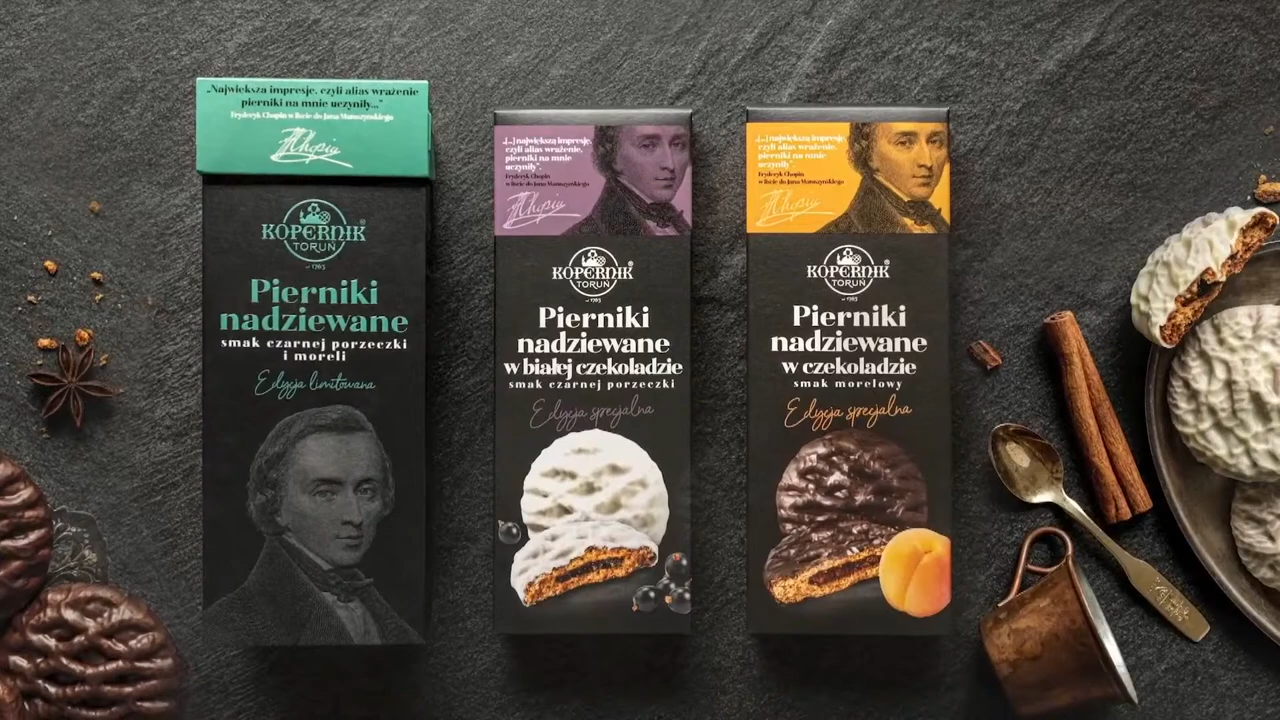 „Największa impresje, czyli alias wrażenie
pierniki na mnie uczyniły..."
Fryderyk Chopin w liście do Jana Matuszyńskiego
FChopin
KOPERNIK®
TORUŃ
1763
Pierniki
nadziewane
smak czarnej porzeczki
i moreli
Edycja limitowana
„[...] największą impresję,
czyli alias wrażenie,
pierniki na mnie
uczyniły".
Fryderyk Chopin
w liście do Jana Matuszyńskiego
FChopin
KOPERNIK®
TORUŃ
1763
Pierniki
nadziewane
w białej czekoladzie
smak czarnej porzeczki
Edycja specjalna
„[...] największą impresję,
czyli alias wrażenie,
pierniki na mnie
uczyniły".
Fryderyk Chopin
w liście do Jana Matuszyńskiego
FChopin
KOPERNIK®
TORUŃ
1763
Pierniki
nadziewane
w czekoladzie
smak morelowy
Edycja specjalna